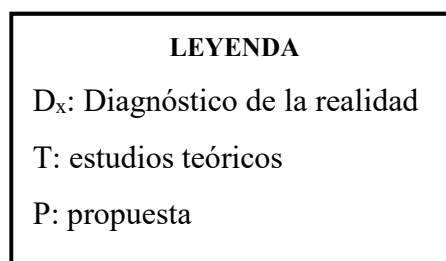 LEYENDA
Dₓ: Diagnóstico de la realidad
T: estudios teóricos
P: propuesta